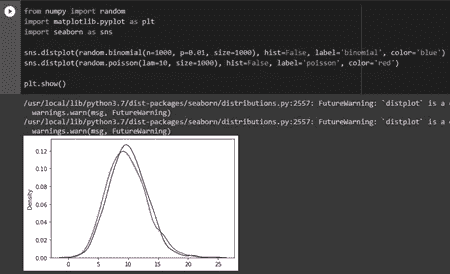 from numpy import random
import matplotlib.pyplot as plt
import seaborn as sns
sns.distplot(random.binomial(n=1000, p=0.01, size=1000), hist=False, label='binomial', color='blue')
sns.distplot(random.poisson(lam=10, size=1000), hist=False, label='poisson', color='red')
plt.show()
/usr/local/lib/python3.7/dist-packages/seaborn/distributions.py:2557: FutureWarning: `distplot` is a
warnings.warn(msg, FutureWarning)
/usr/local/lib/python3.7/dist-packages/seaborn/distributions.py:2557: FutureWarning: `distplot` is a
warnings.warn(msg, FutureWarning)
0.12
0.10
0.08
0.06
0.04
0.02
0.00
Density
0 5 10 15 20 25